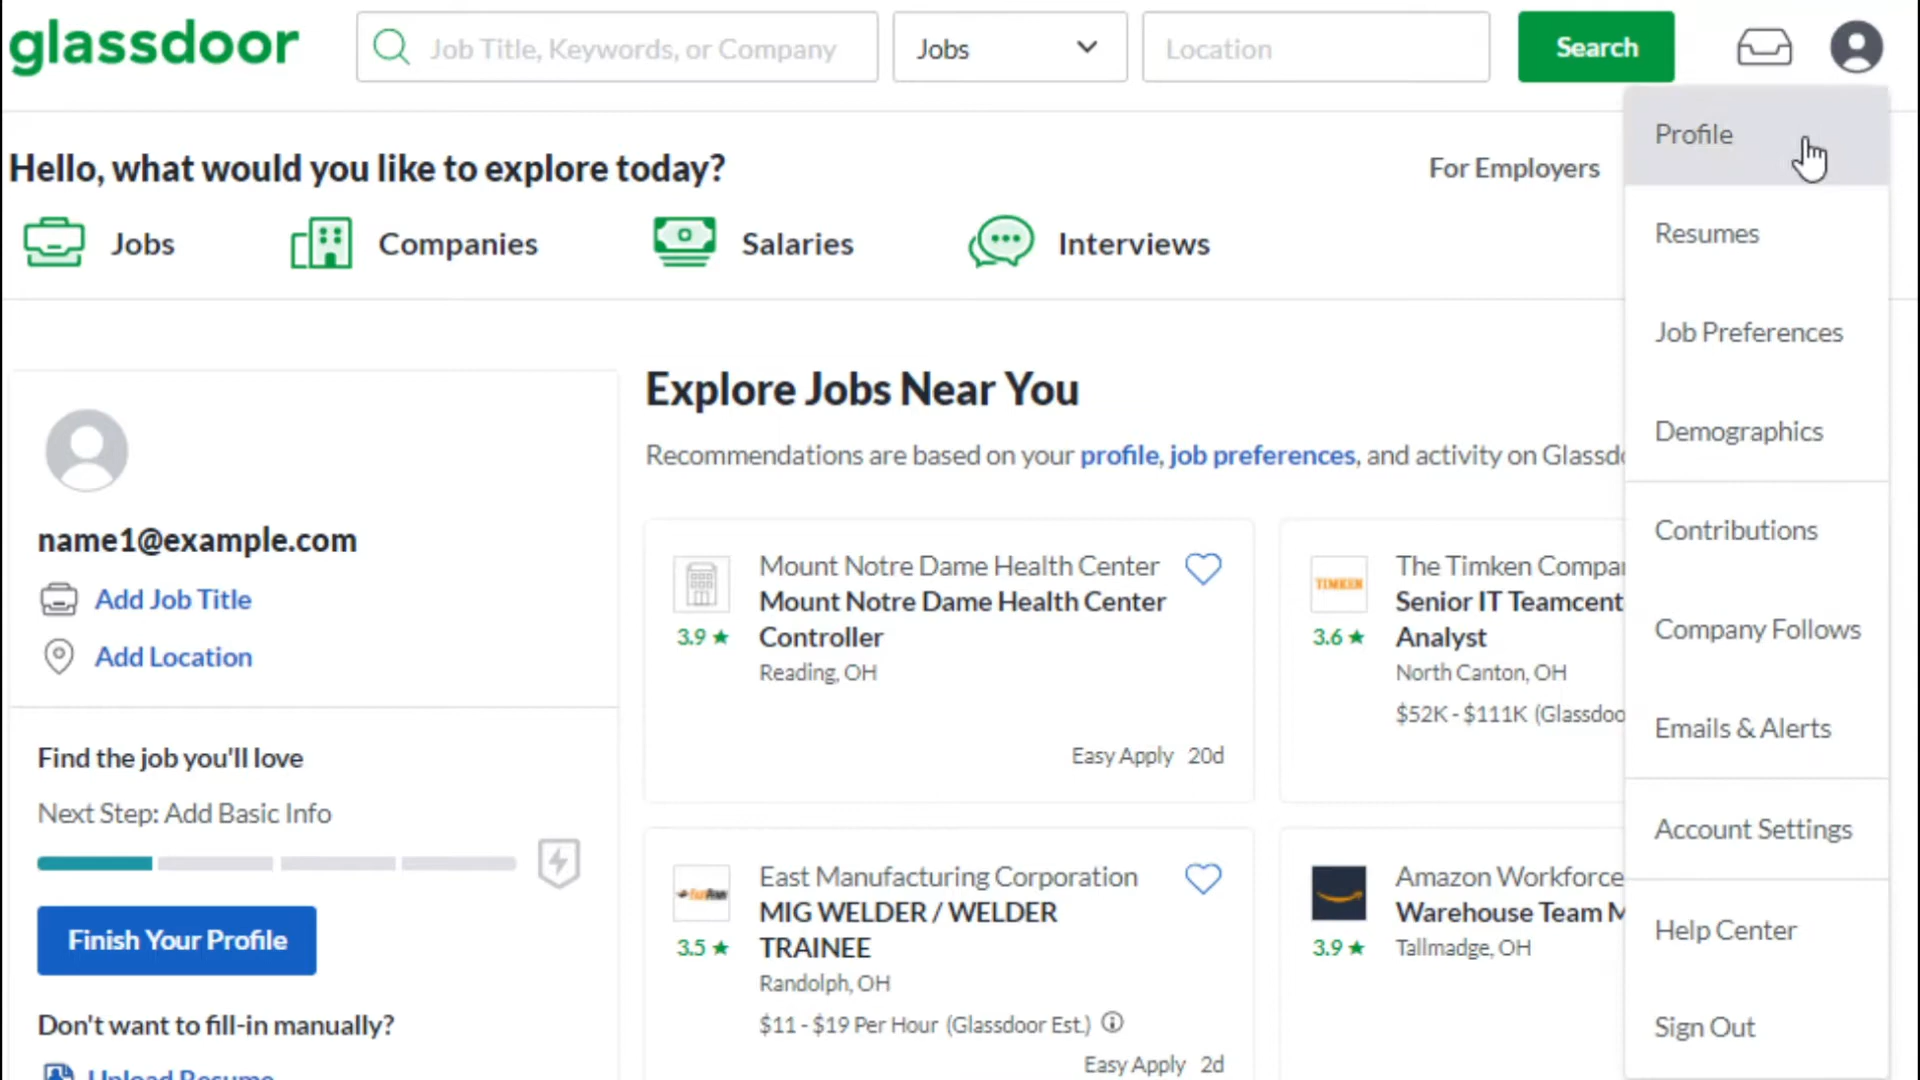 glassdoor
Job Title, Keywords, or Company
Jobs
Location
Search
Hello, what would you like to explore today?
For Employers
Jobs
Companies
Salaries
Interviews
Profile
Resumes
Job Preferences
Demographics
Contributions
Company Follows
Emails & Alerts
Account Settings
Help Center
Sign Out
name1@example.com
Add Job Title
Add Location
Find the job you'll love
Next Step: Add Basic Info
Finish Your Profile
Don't want to fill-in manually?
Upload Resume
Explore Jobs Near You
Recommendations are based on your profile, job preferences, and activity on Glassdo
Mount Notre Dame Health Center
Mount Notre Dame Health Center
Controller
3.9 ★
Reading, OH
Easy Apply 20d
TIMKEN
The Timken Compa
Senior IT Teamcent
Analyst
3.6 ★
North Canton, OH
$52K - $111K (Glassdoo
East Manufacturing Corporation
MIG WELDER / WELDER
TRAINEE
3.5 ★
Randolph, OH
$11 - $19 Per Hour (Glassdoor Est.)
Easy Apply 2d
Amazon Workforce
Warehouse Team M
3.9 ★
Tallmadge, OH